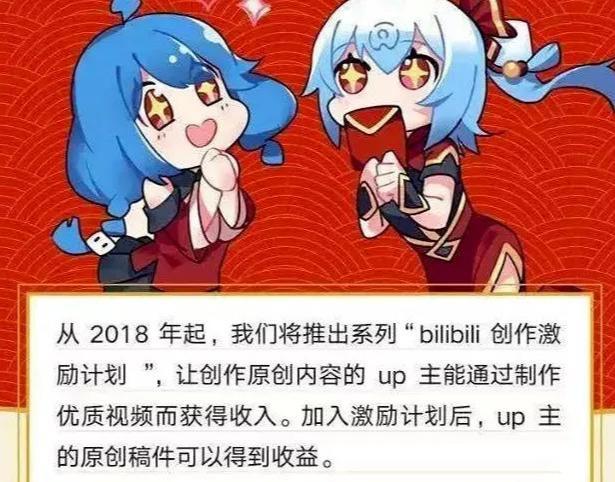 从 2018 年起，我们将推出系列“bilibili 创作激
励计划 ”，让创作原创内容的 up 主能通过制作
优质视频而获得收入。加入激励计划后，up 主
的原创稿件可以得到收益。